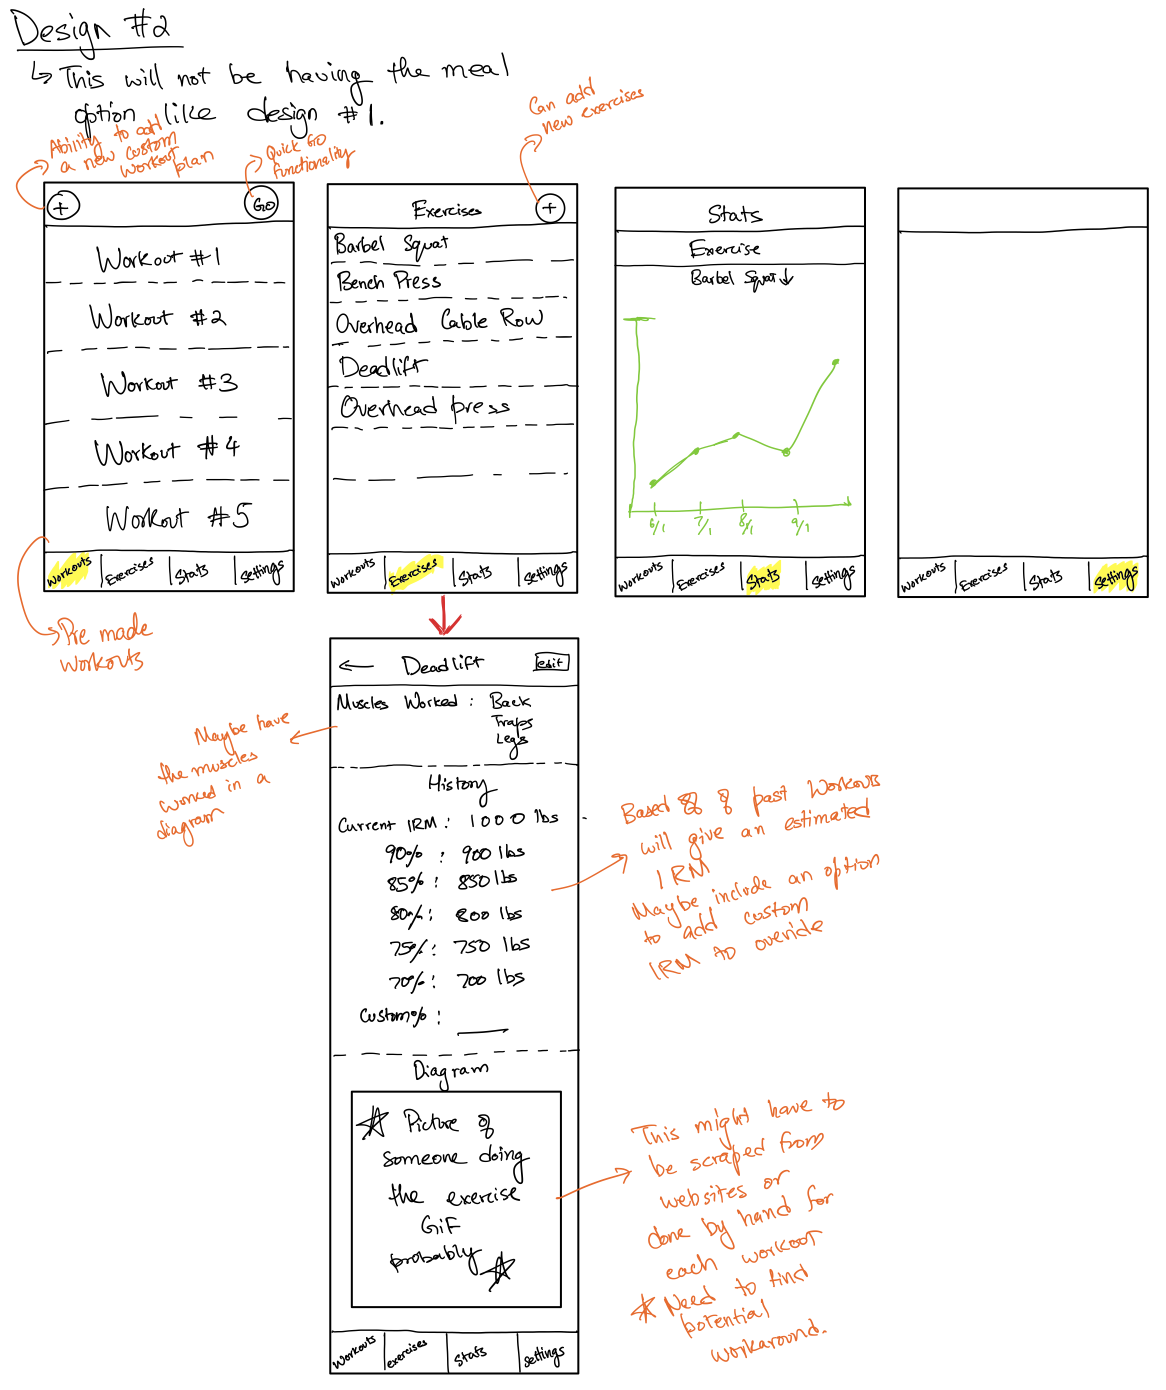 Design #2
↳ This will not be having the meal
option like design #1.
Ability to add
a new custom
workout plan
Quick GO
functionality
Can add
new exercises
+
GO
Workout #1
Workout #2
Workout #3
Workout #4
Workout #5
Workouts
Exercises
Stats
Settings
Pre made
workouts
Exercises
+
Barbel Squat
Bench Press
Overhead Cable Row
Deadlift
Overhead press
Workouts
Exercises
Stats
Settings
Stats
Exercise
Barbel Squat ↓
6/1
7/1
8/1
9/1
Workouts
Exercises
Stats
Settings
Workouts
Exercises
Stats
Settings
← Deadlift
edit
Muscles Worked : Back
Traps
Legs
Maybe have
the muscles
worked in a
diagram
History
Current 1RM : 1000 lbs
90% : 900 lbs
85% : 850 lbs
80% : 800 lbs
75% : 750 lbs
70% : 700 lbs
Custom% :
Based of past workouts
will give an estimated
1RM
Maybe include an option
to add custom
1RM to overide
Diagram
☆ Picture of
someone doing
the exercise
GiF
probably ☆
This might have to
be scraped from
websites or
done by hand for
each workout
☆ Need to find
potential
workaround.
Workouts
exercises
Stats
Settings